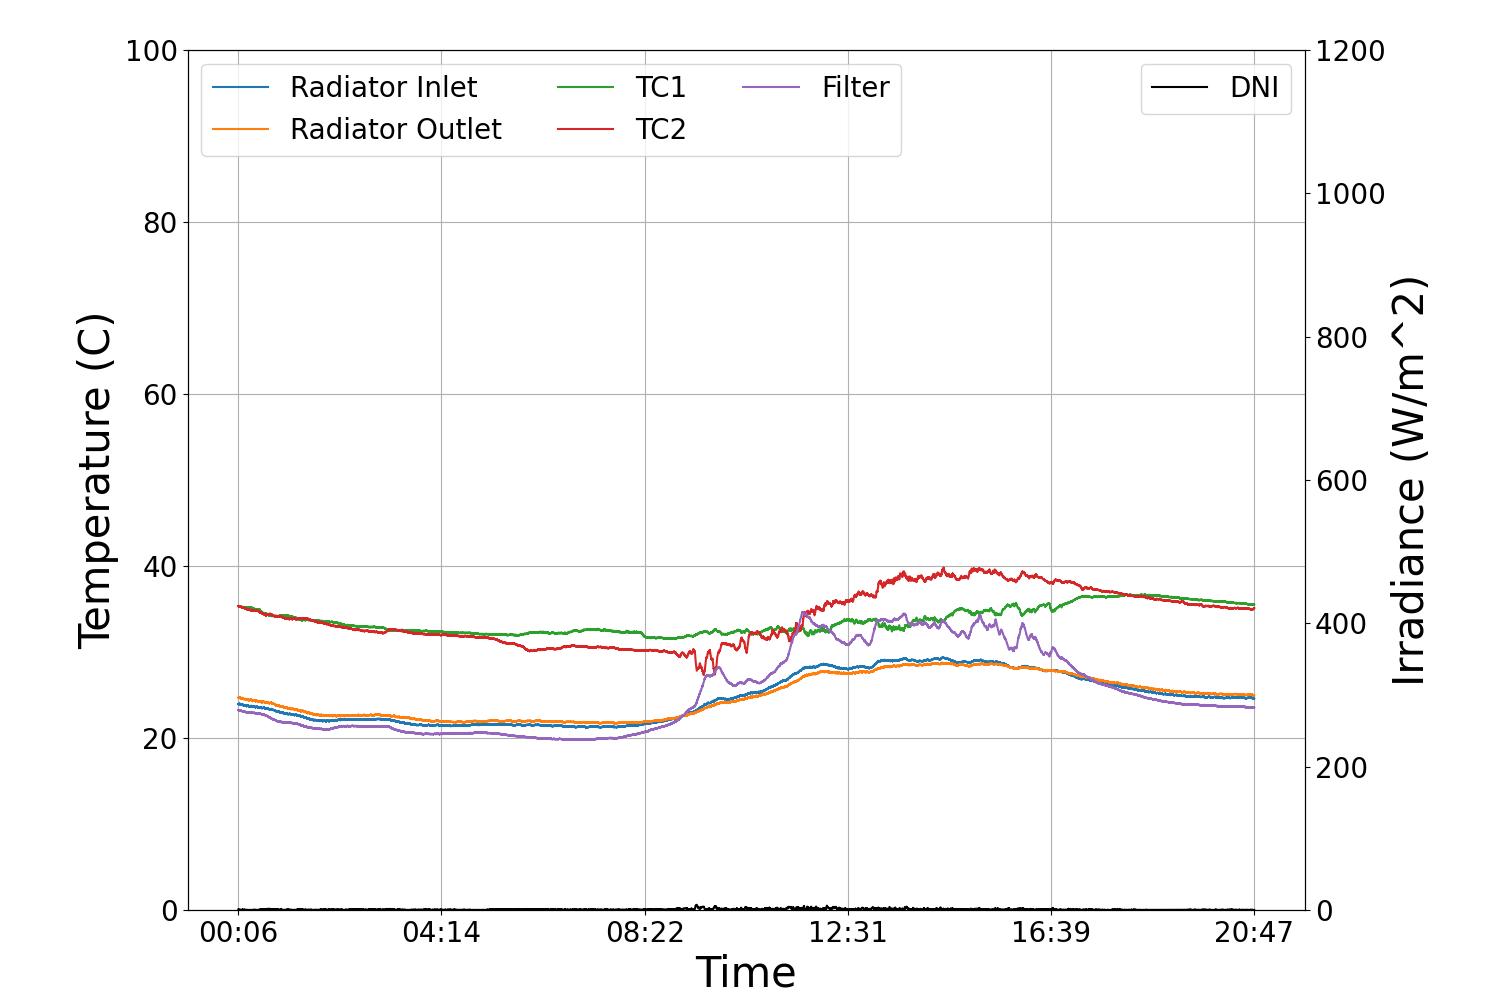 Radiator Inlet
Radiator Outlet
TC1
TC2
Filter
DNI
100
80
60
40
20
0
Temperature (C)
1200
1000
800
600
400
200
0
Irradiance (W/m^2)
00:06 04:14 08:22 12:31 16:39 20:47
Time